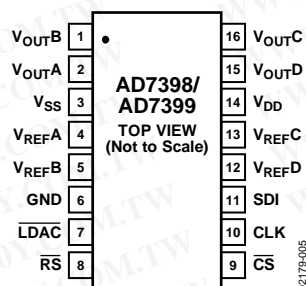 VOUTB 1
VOUTA 2
VSS 3
VREFA 4
VREFB 5
GND 6
LDAC 7
RS 8
AD7398/
AD7399
TOP VIEW
(Not to Scale)
16 VOUTC
15 VOUTD
14 VDD
13 VREFC
12 VREFD
11 SDI
10 CLK
9 CS
2179-005